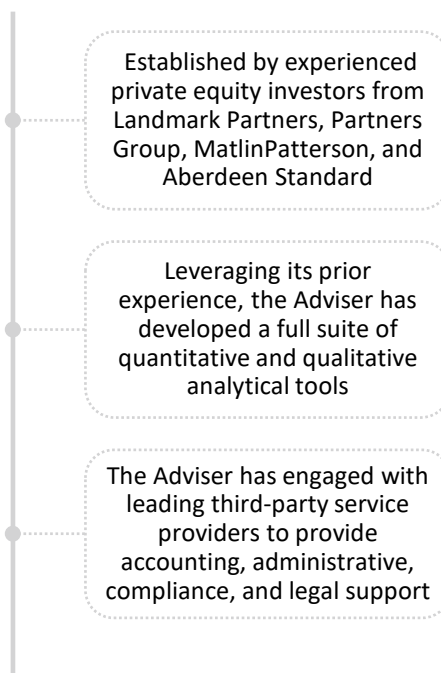 Established by experienced
private equity investors from
Landmark Partners, Partners
Group, MatlinPatterson, and
Aberdeen Standard
Leveraging its prior
experience, the Adviser has
developed a full suite of
quantitative and qualitative
analytical tools
The Adviser has engaged with
leading third-party service
providers to provide
accounting, administrative,
compliance, and legal support